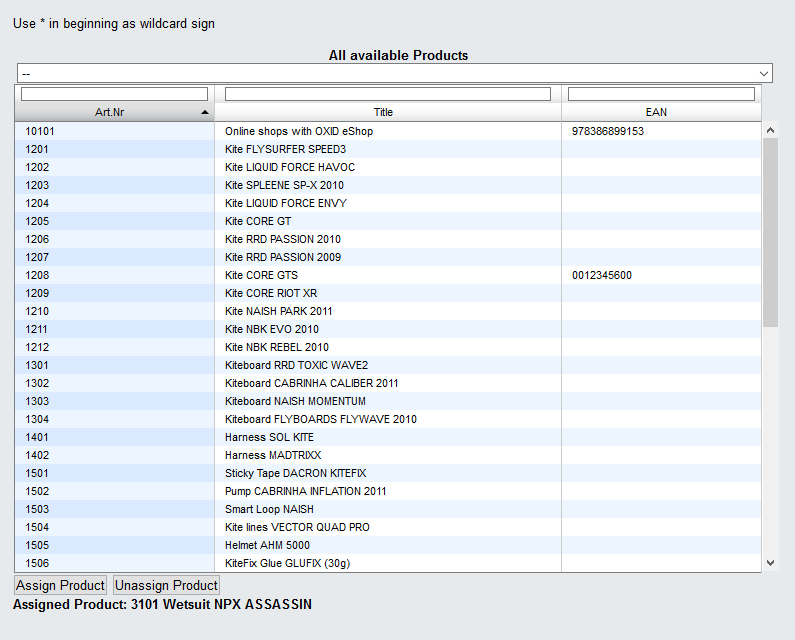 Use * in beginning as wildcard sign
All available Products
--
Art.Nr Title EAN
10101 Online shops with OXID eShop 978386899153
1201 Kite FLYSURFER SPEED3
1202 Kite LIQUID FORCE HAVOC
1203 Kite SPLEENE SP-X 2010
1204 Kite LIQUID FORCE ENVY
1205 Kite CORE GT
1206 Kite RRD PASSION 2010
1207 Kite RRD PASSION 2009
1208 Kite CORE GTS 0012345600
1209 Kite CORE RIOT XR
1210 Kite NAISH PARK 2011
1211 Kite NBK EVO 2010
1212 Kite NBK REBEL 2010
1301 Kiteboard RRD TOXIC WAVE2
1302 Kiteboard CABRINHA CALIBER 2011
1303 Kiteboard NAISH MOMENTUM
1304 Kiteboard FLYBOARDS FLYWAVE 2010
1401 Harness SOL KITE
1402 Harness MADTRIXX
1501 Sticky Tape DACRON KITEFIX
1502 Pump CABRINHA INFLATION 2011
1503 Smart Loop NAISH
1504 Kite lines VECTOR QUAD PRO
1505 Helmet AHM 5000
1506 KiteFix Glue GLUFIX (30g)
Assign Product Unassign Product
Assigned Product: 3101 Wetsuit NPX ASSASSIN